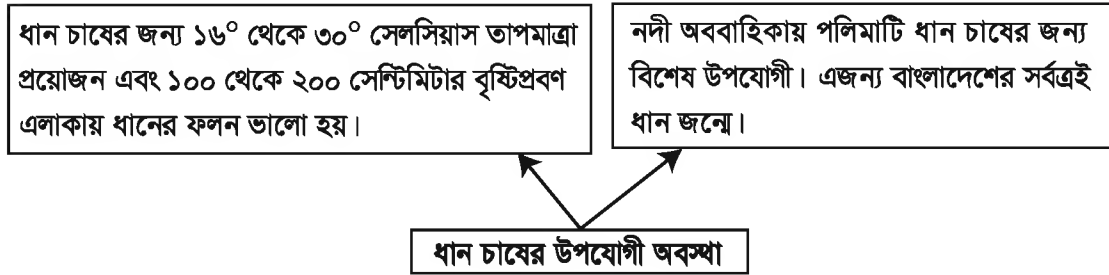 ধান চাষের জন্য ১৬° থেকে ৩০° সেলসিয়াস তাপমাত্রা
প্রয়োজন এবং ১০০ থেকে ২০০ সেন্টিমিটার বৃষ্টিপ্রবণ
এলাকায় ধানের ফলন ভালো হয়।
নদী অববাহিকায় পলিমাটি ধান চাষের জন্য
বিশেষ উপযোগী। এজন্য বাংলাদেশের সর্বত্রই
ধান জন্মে।
ধান চাষের উপযোগী অবস্থা